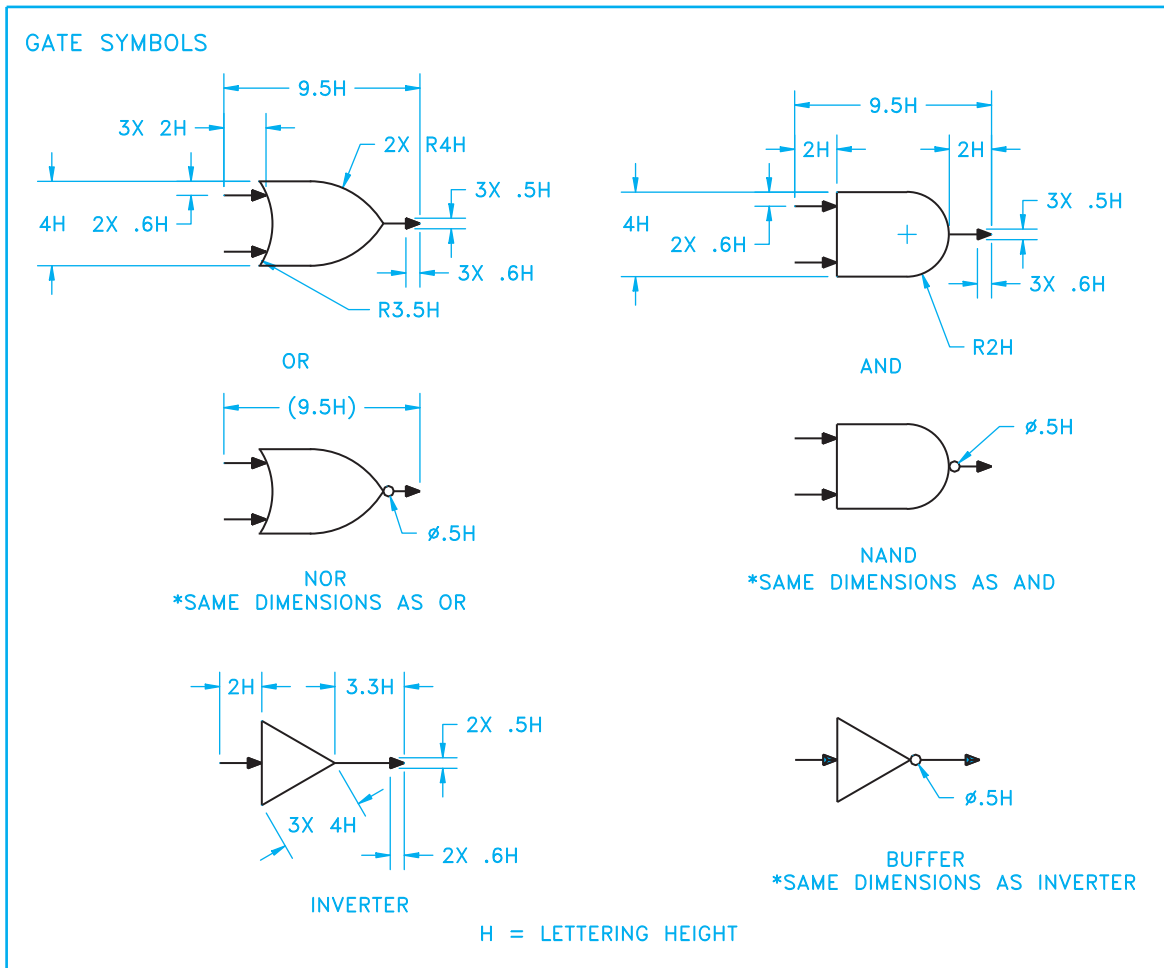 GATE SYMBOLS
9.5H
3X 2H
2X R4H
4H
2X .6H
3X .5H
3X .6H
R3.5H
OR
9.5H
2H
2H
4H
2X .6H
3X .5H
3X .6H
R2H
AND
(9.5H)
ø.5H
NOR
*SAME DIMENSIONS AS OR
ø.5H
NAND
*SAME DIMENSIONS AS AND
2H
3.3H
2X .5H
3X 4H
2X .6H
INVERTER
ø.5H
BUFFER
*SAME DIMENSIONS AS INVERTER
H = LETTERING HEIGHT